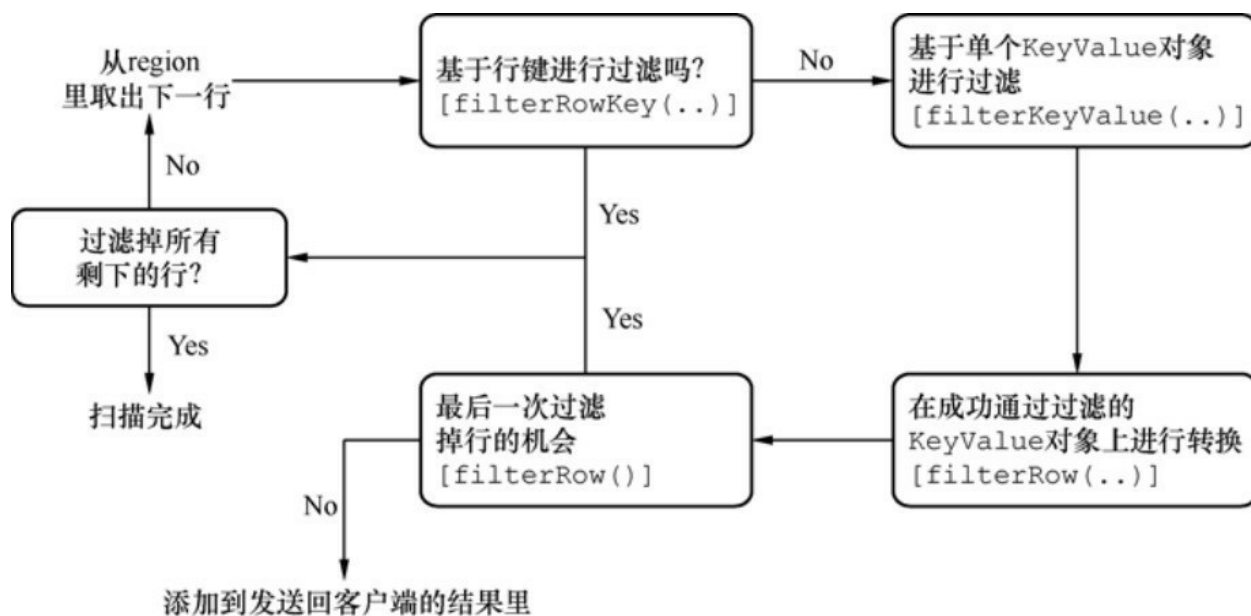 从region
里取出下一行
基于行键进行过滤吗?
[filterRowKey(..)]
No
基于单个KeyValue对象
进行过滤
[filterKeyValue(..)]
No
Yes
过滤掉所有
剩下的行?
Yes
Yes
扫描完成
最后一次过滤
掉行的机会
[filterRow()]
在成功通过过滤的
KeyValue对象上进行转换
[filterRow(..)]
No
添加到发送回客户端的结果里